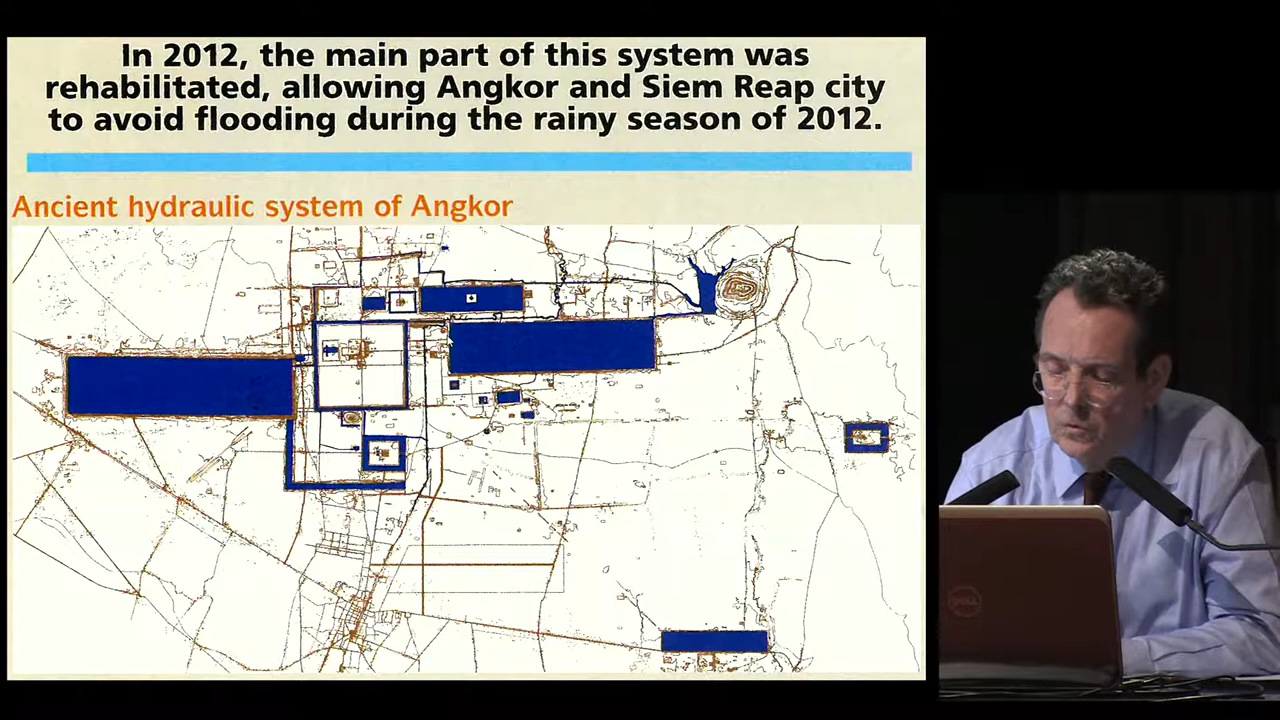 In 2012, the main part of this system was
rehabilitated, allowing Angkor and Siem Reap city
to avoid flooding during the rainy season of 2012.
Ancient hydraulic system of Angkor
DELL